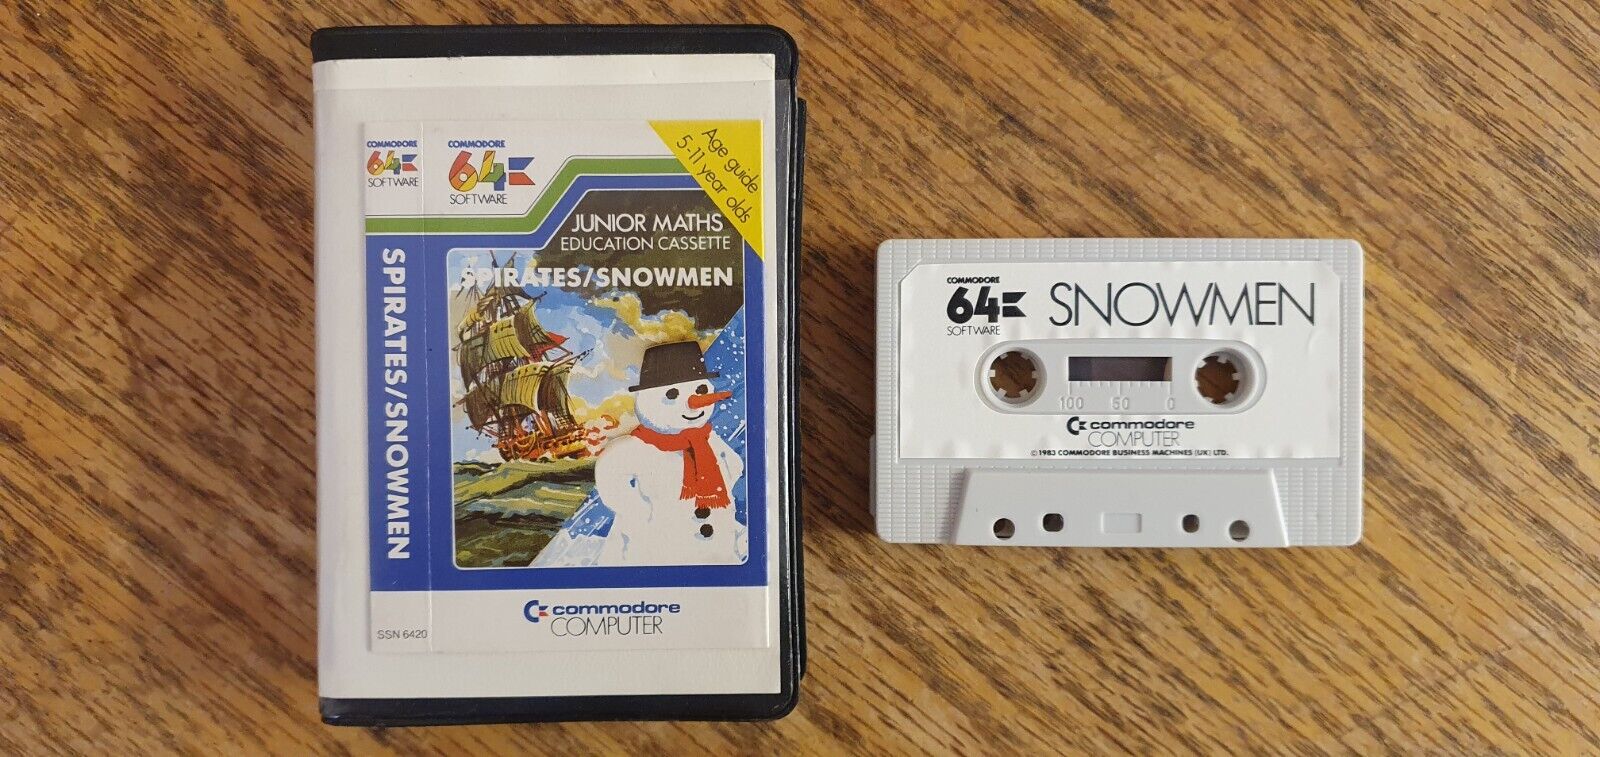 COMMODORE
64
SOFTWARE
SPIRATES/SNOWMEN
SSN 6420
COMMODORE
64
SOFTWARE
Age guide
5-11 year olds
JUNIOR MATHS
EDUCATION CASSETTE
SPIRATES/SNOWMEN
commodore
COMPUTER
COMMODORE
64
SOFTWARE
SNOWMEN
100 50 0
commodore
COMPUTER
© 1983 COMMODORE BUSINESS MACHINES (UK) LTD.